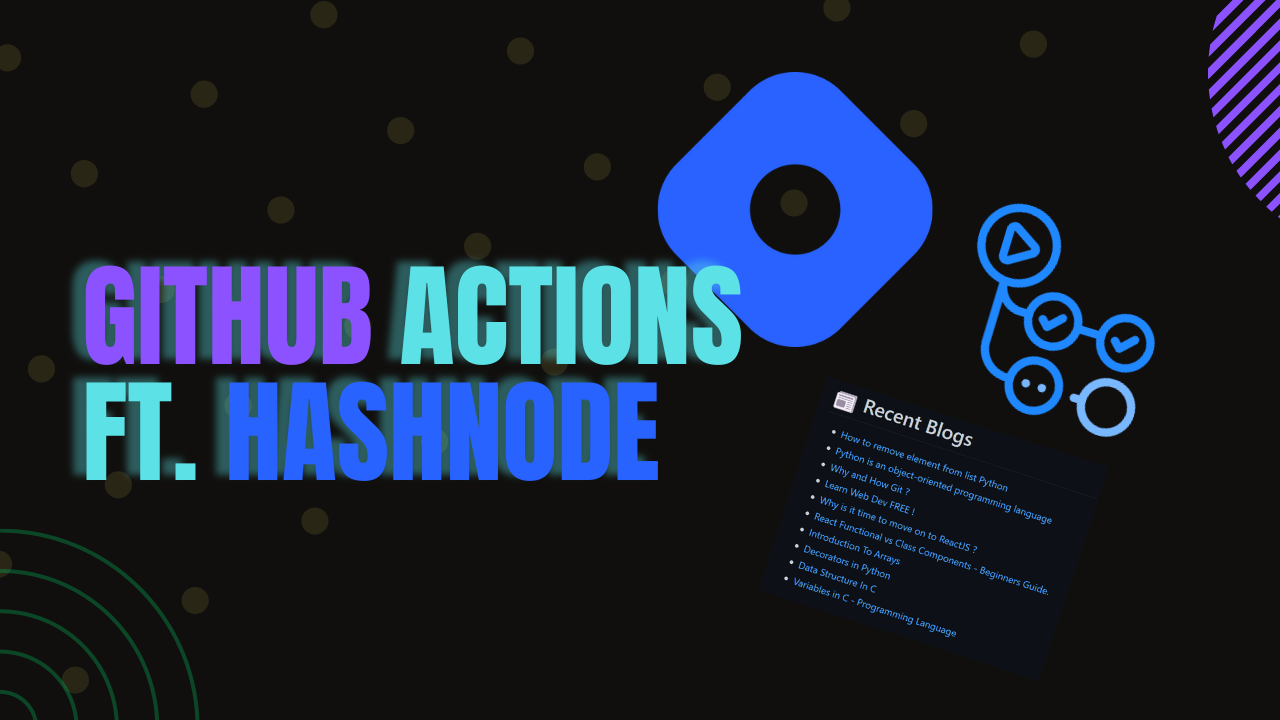 GITHUB ACTIONS
FT. HASHNODE
Recent Blogs
How to remove element from list Python
Python is an object-oriented programming language
Why and How Git ?
Learn Web Dev FREE !
Why is it time to move on to ReactJS ?
React Functional vs Class Components - Beginners Guide.
Introduction To Arrays
Decorators in Python
Data Structure In C
Variables in C - Programming Language